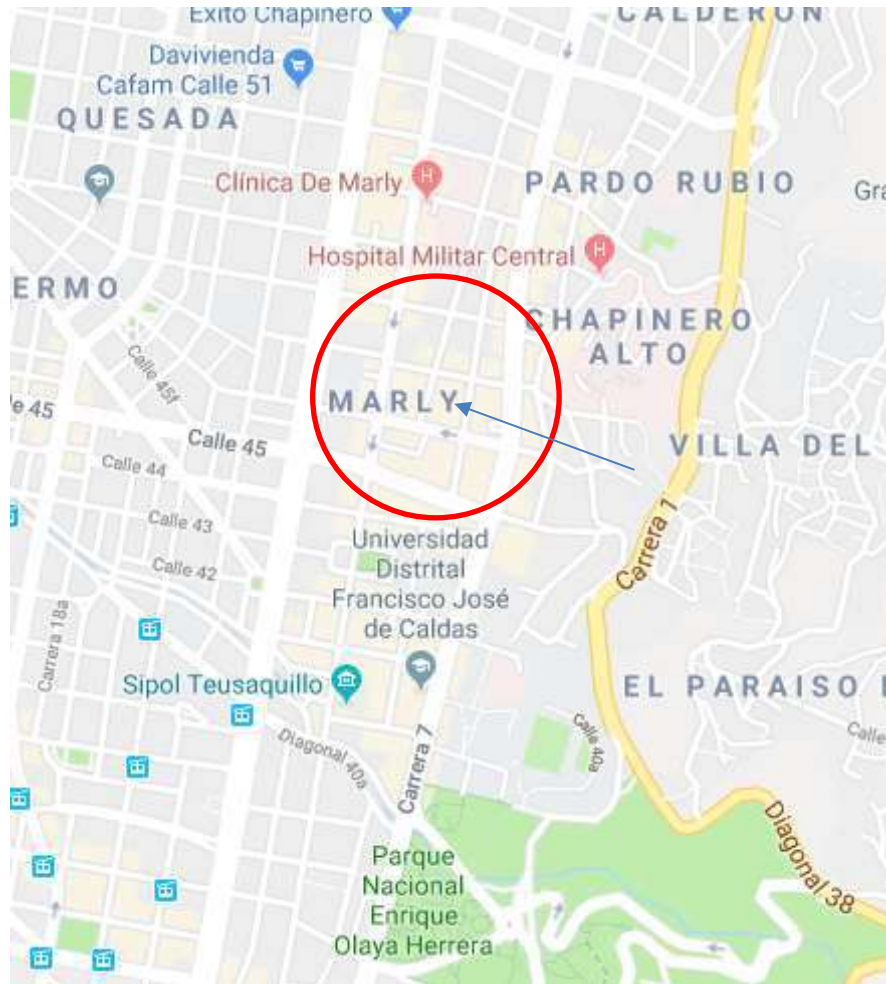 Exito Chapinero
CALDERON
Davivienda
Cafam Calle 51
QUESADA
Clínica De Marly
H
PARDO RUBIO
Gra
Hospital Militar Central
H
ERMO
CHAPINERO
ALTO
Calle 45f
MARLY
e 45
Calle 45
VILLA DEL
Calle 44
Calle 43
Calle 42
Carrera 1
Universidad
Distrital
Francisco José
de Caldas
Carrera 18a
Sipol Teusaquillo
EL PARAISO
Calle 40a
Calle
Diagonal 40a
Carrera 7
Diagonal 38
Parque
Nacional
Enrique
Olaya Herrera